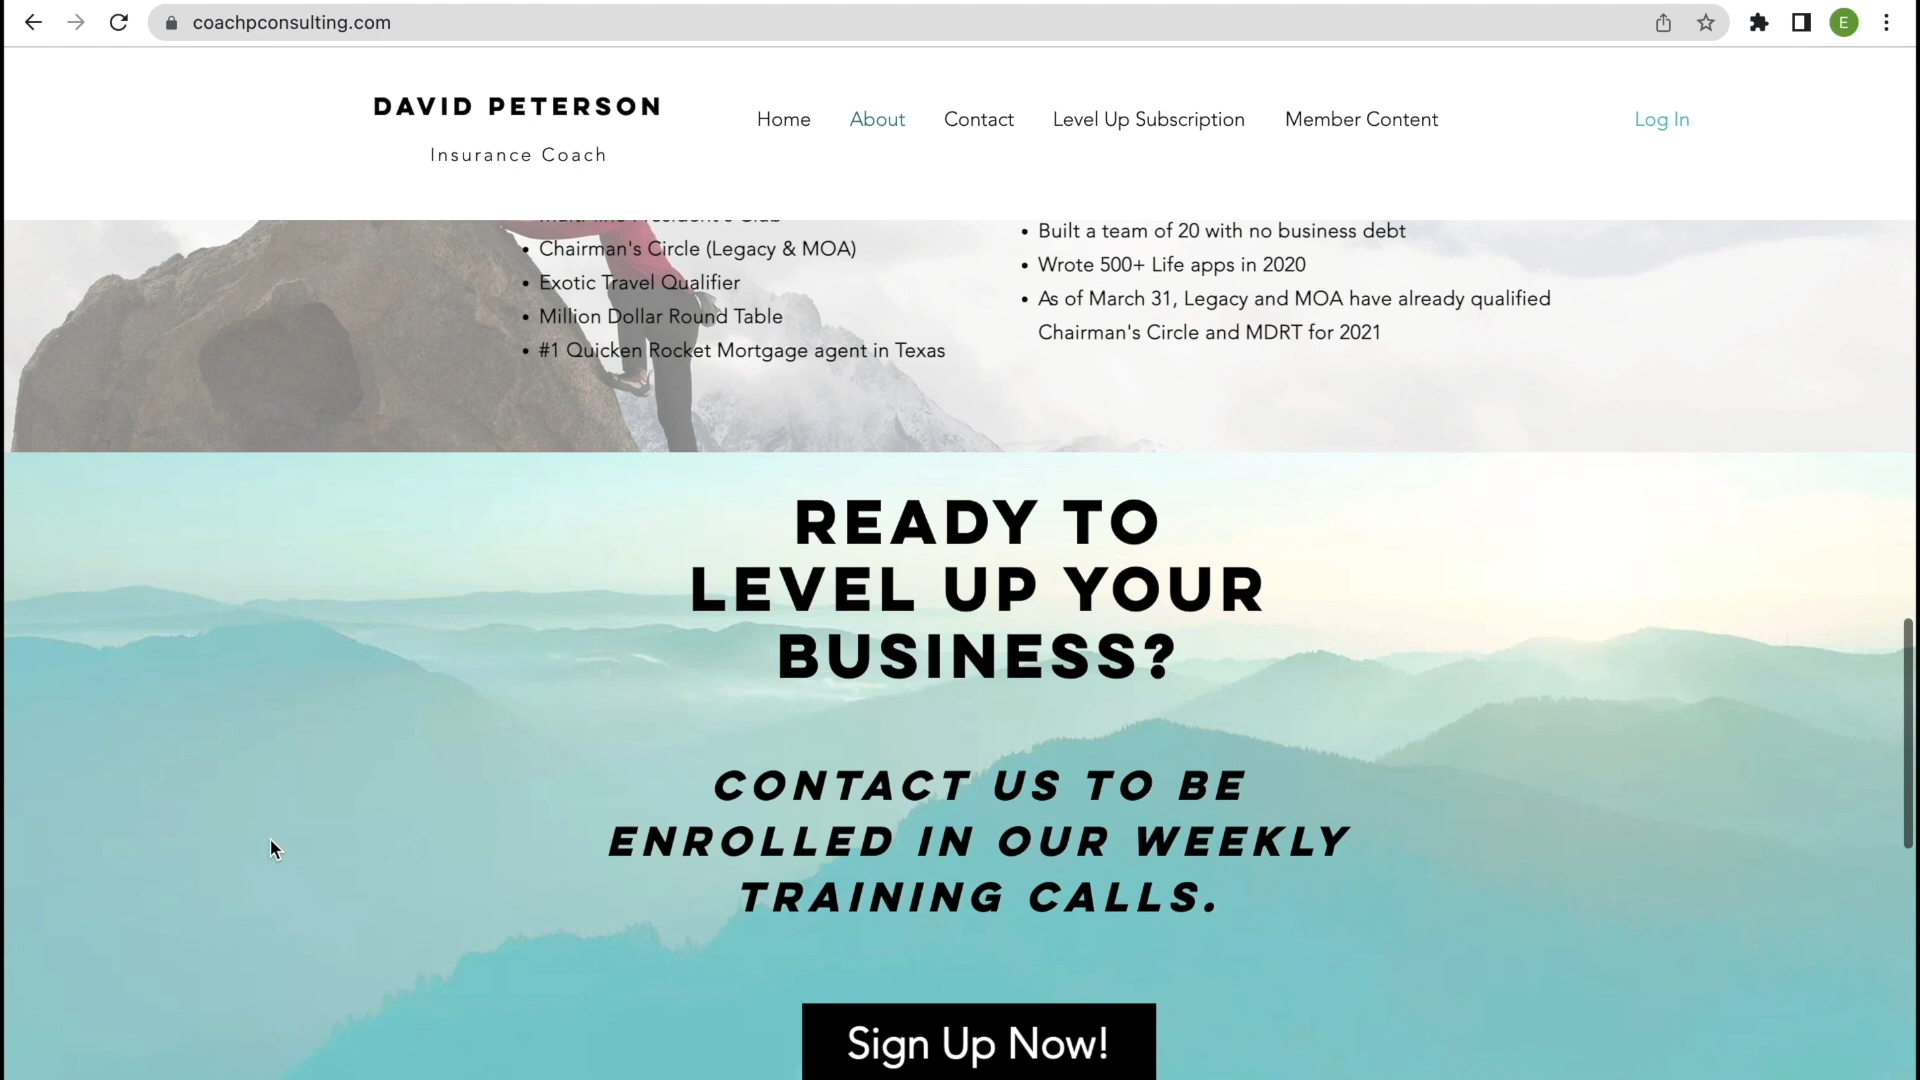 coachpconsulting.com
E
DAVID PETERSON
Insurance Coach
Home
About
Contact
Level Up Subscription
Member Content
Log In
Chairman's Circle (Legacy & MOA)
Exotic Travel Qualifier
Million Dollar Round Table
#1 Quicken Rocket Mortgage agent in Texas
Built a team of 20 with no business debt
Wrote 500+ Life apps in 2020
As of March 31, Legacy and MOA have already qualified
Chairman's Circle and MDRT for 2021
READY TO
LEVEL UP YOUR
BUSINESS?
CONTACT US TO BE
ENROLLED IN OUR WEEKLY
TRAINING CALLS.
Sign Up Now!